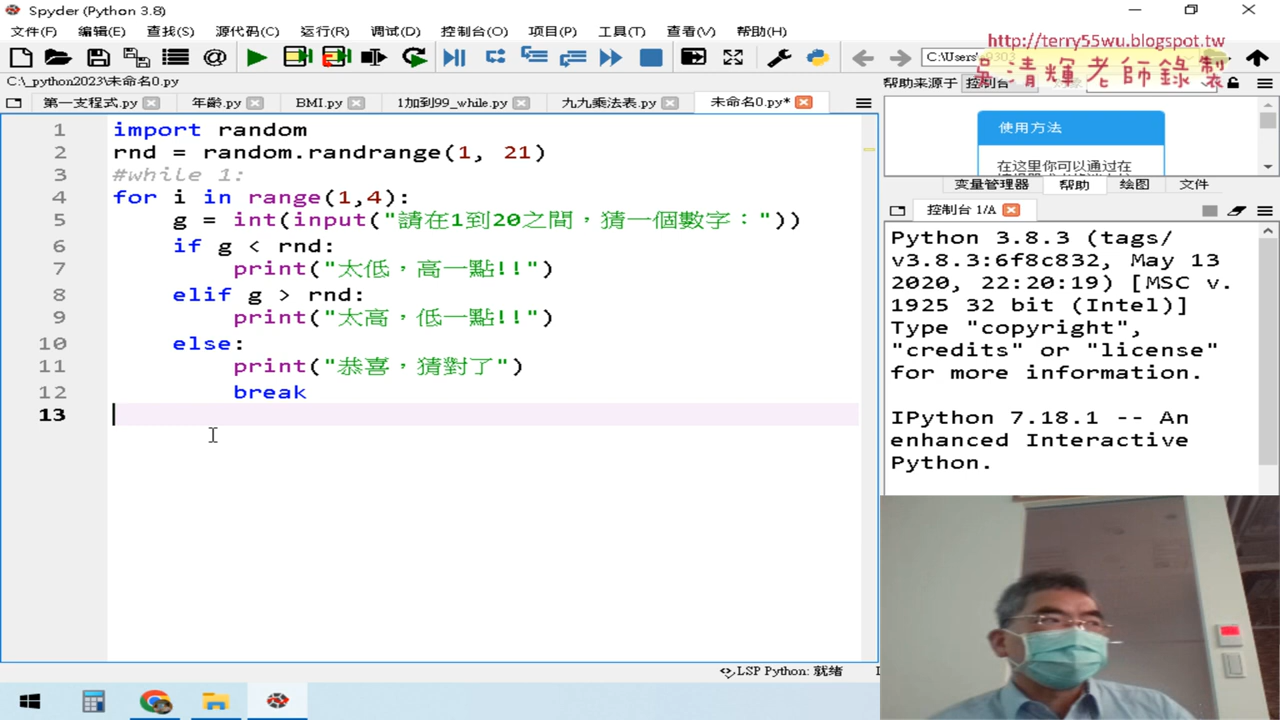 Spyder (Python 3.8)
文件(F) 编辑(E) 查找(S) 源代码(C) 运行(R) 调试(D) 控制台(O) 项目(P) 工具(T) 查看(V) 帮助(H)
http://terry55wu.blogspot.tw
吳清輝老師錄製
C:\Users\
C:\_python2023\未命名0.py
帮助来源于 控制台
第一支程式.py 年齡.py BMI.py 1加到99_while.py 九九乘法表.py 未命名0.py*
1 import random
2 rnd = random.randrange(1, 21)
3 #while 1:
4 for i in range(1,4):
5 g = int(input("請在1到20之間，猜一個數字："))
6 if g < rnd:
7 print("太低，高一點!!")
8 elif g > rnd:
9 print("太高，低一點!!")
10 else:
11 print("恭喜，猜對了")
12 break
13
使用方法
在这里你可以通过在
变量管理器 帮助 绘图 文件
控制台 1/A
Python 3.8.3 (tags/
v3.8.3:6f8c832, May 13
2020, 22:20:19) [MSC v.
1925 32 bit (Intel)]
Type "copyright",
"credits" or "license"
for more information.
IPython 7.18.1 -- An
enhanced Interactive
Python.
LSP Python: 就绪